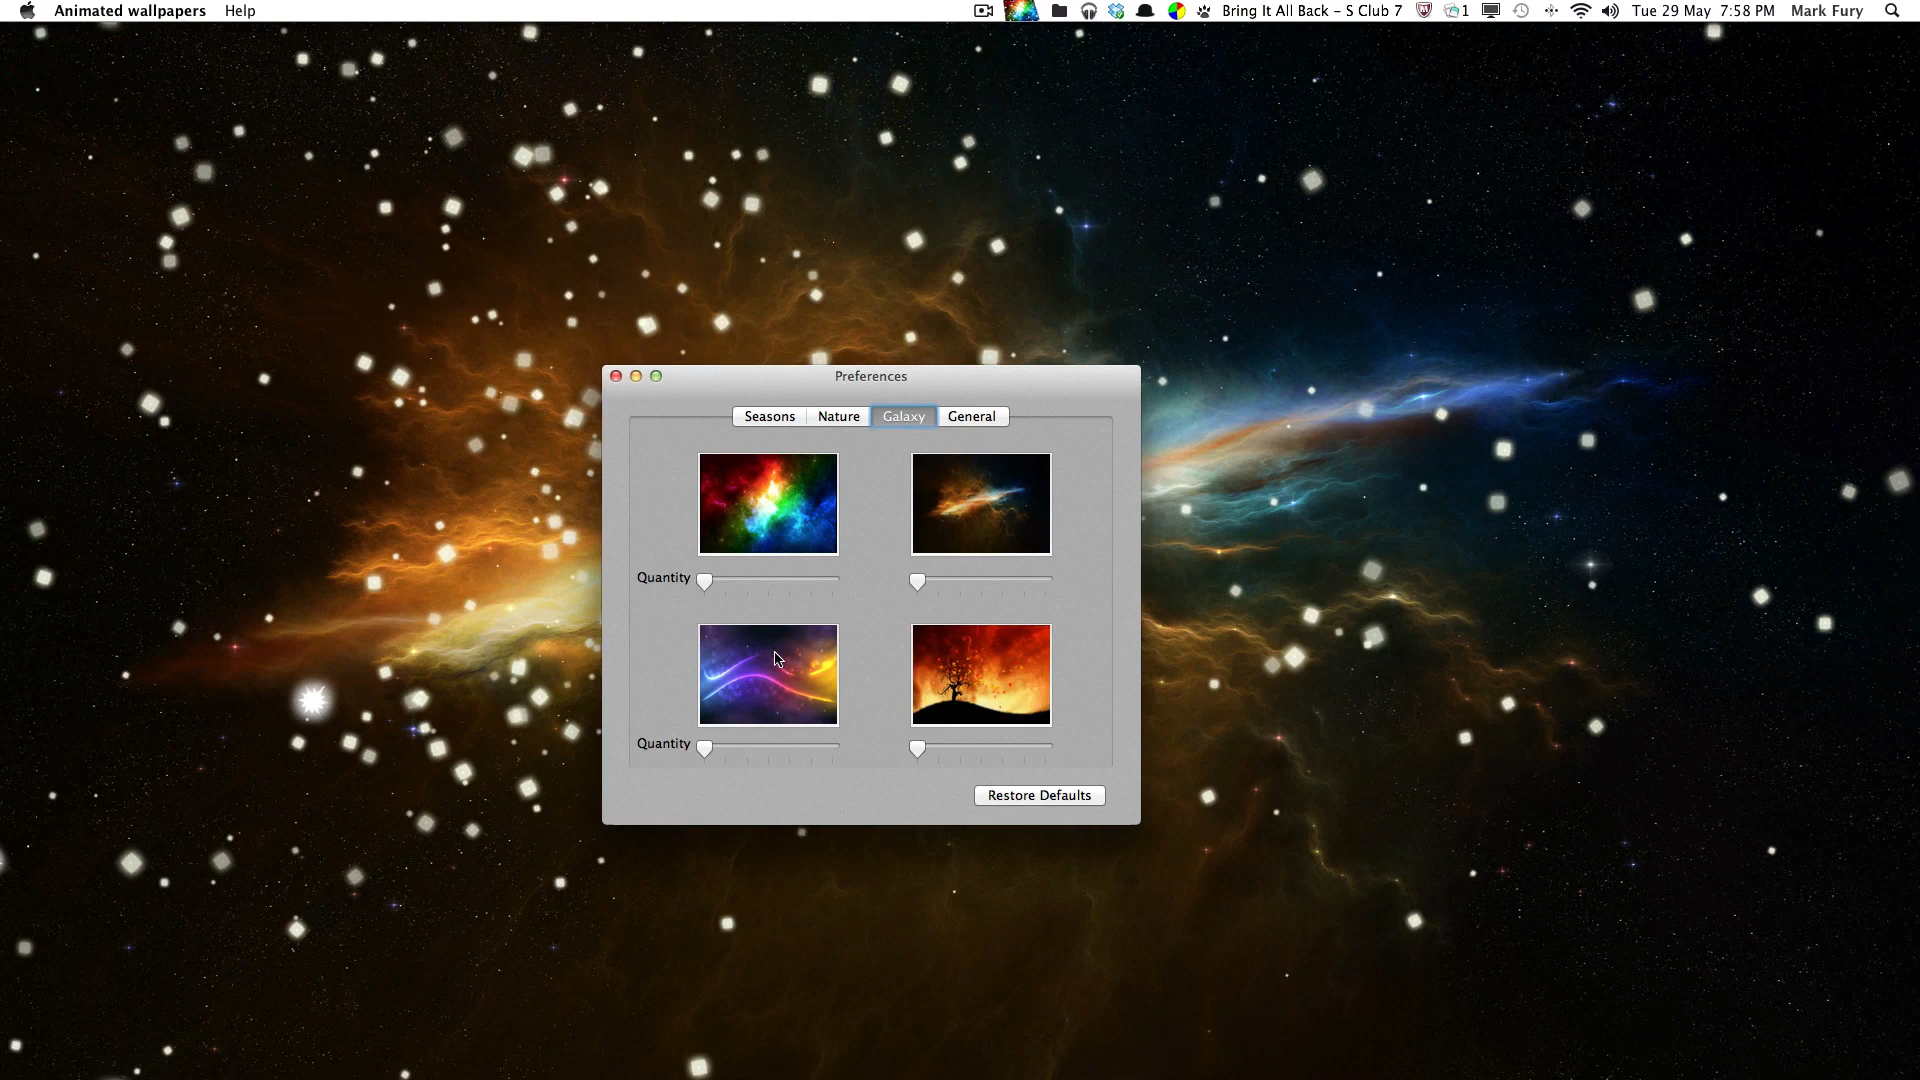 Animated wallpapers Help Bring It All Back - S Club 7 1 Tue 29 May 7:58 PM Mark Fury
Preferences
Seasons Nature Galaxy General
Quantity
Quantity
Restore Defaults